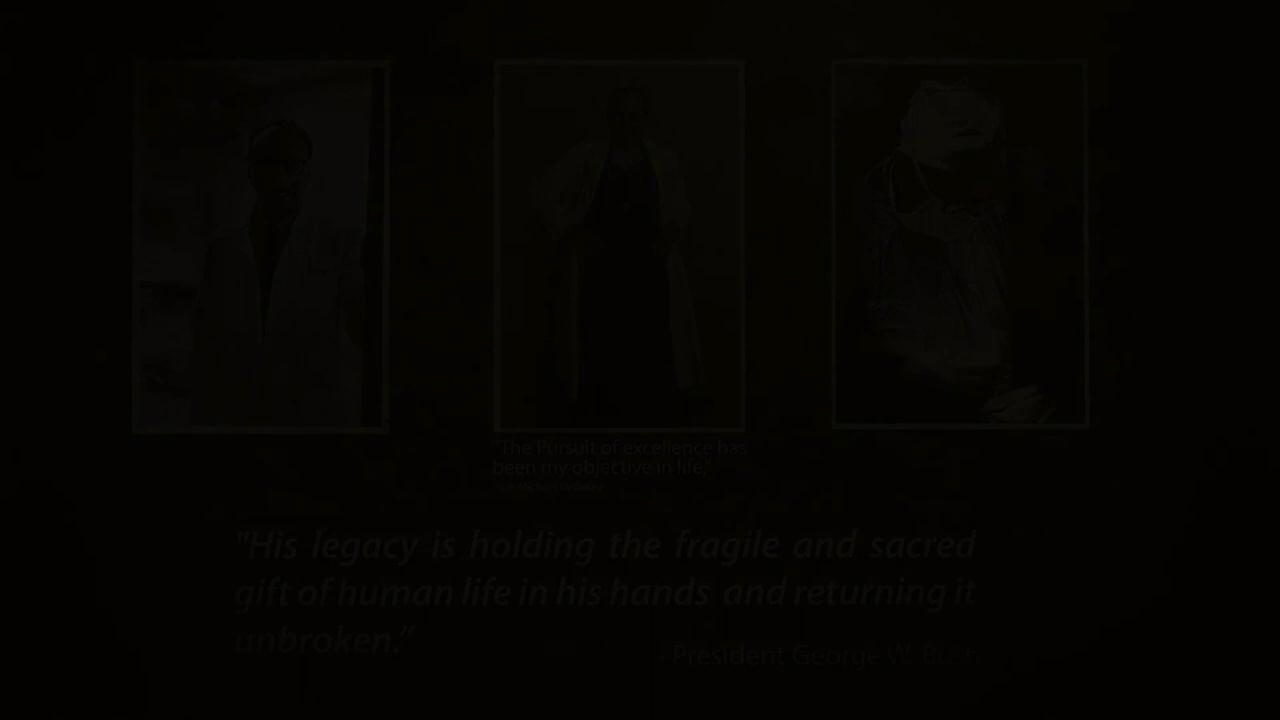 "The Pursuit of excellence has
been my objective in life,"
"His legacy is holding the fragile and sacred
gift of human life in his hands and returning it
unbroken."
- President George W. Bush